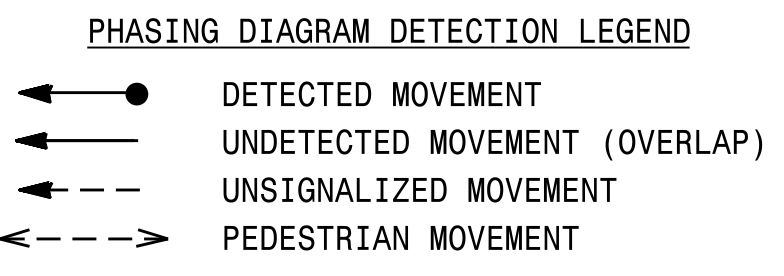 PHASING DIAGRAM DETECTION LEGEND
DETECTED MOVEMENT
UNDETECTED MOVEMENT (OVERLAP)
UNSIGNALIZED MOVEMENT
PEDESTRIAN MOVEMENT